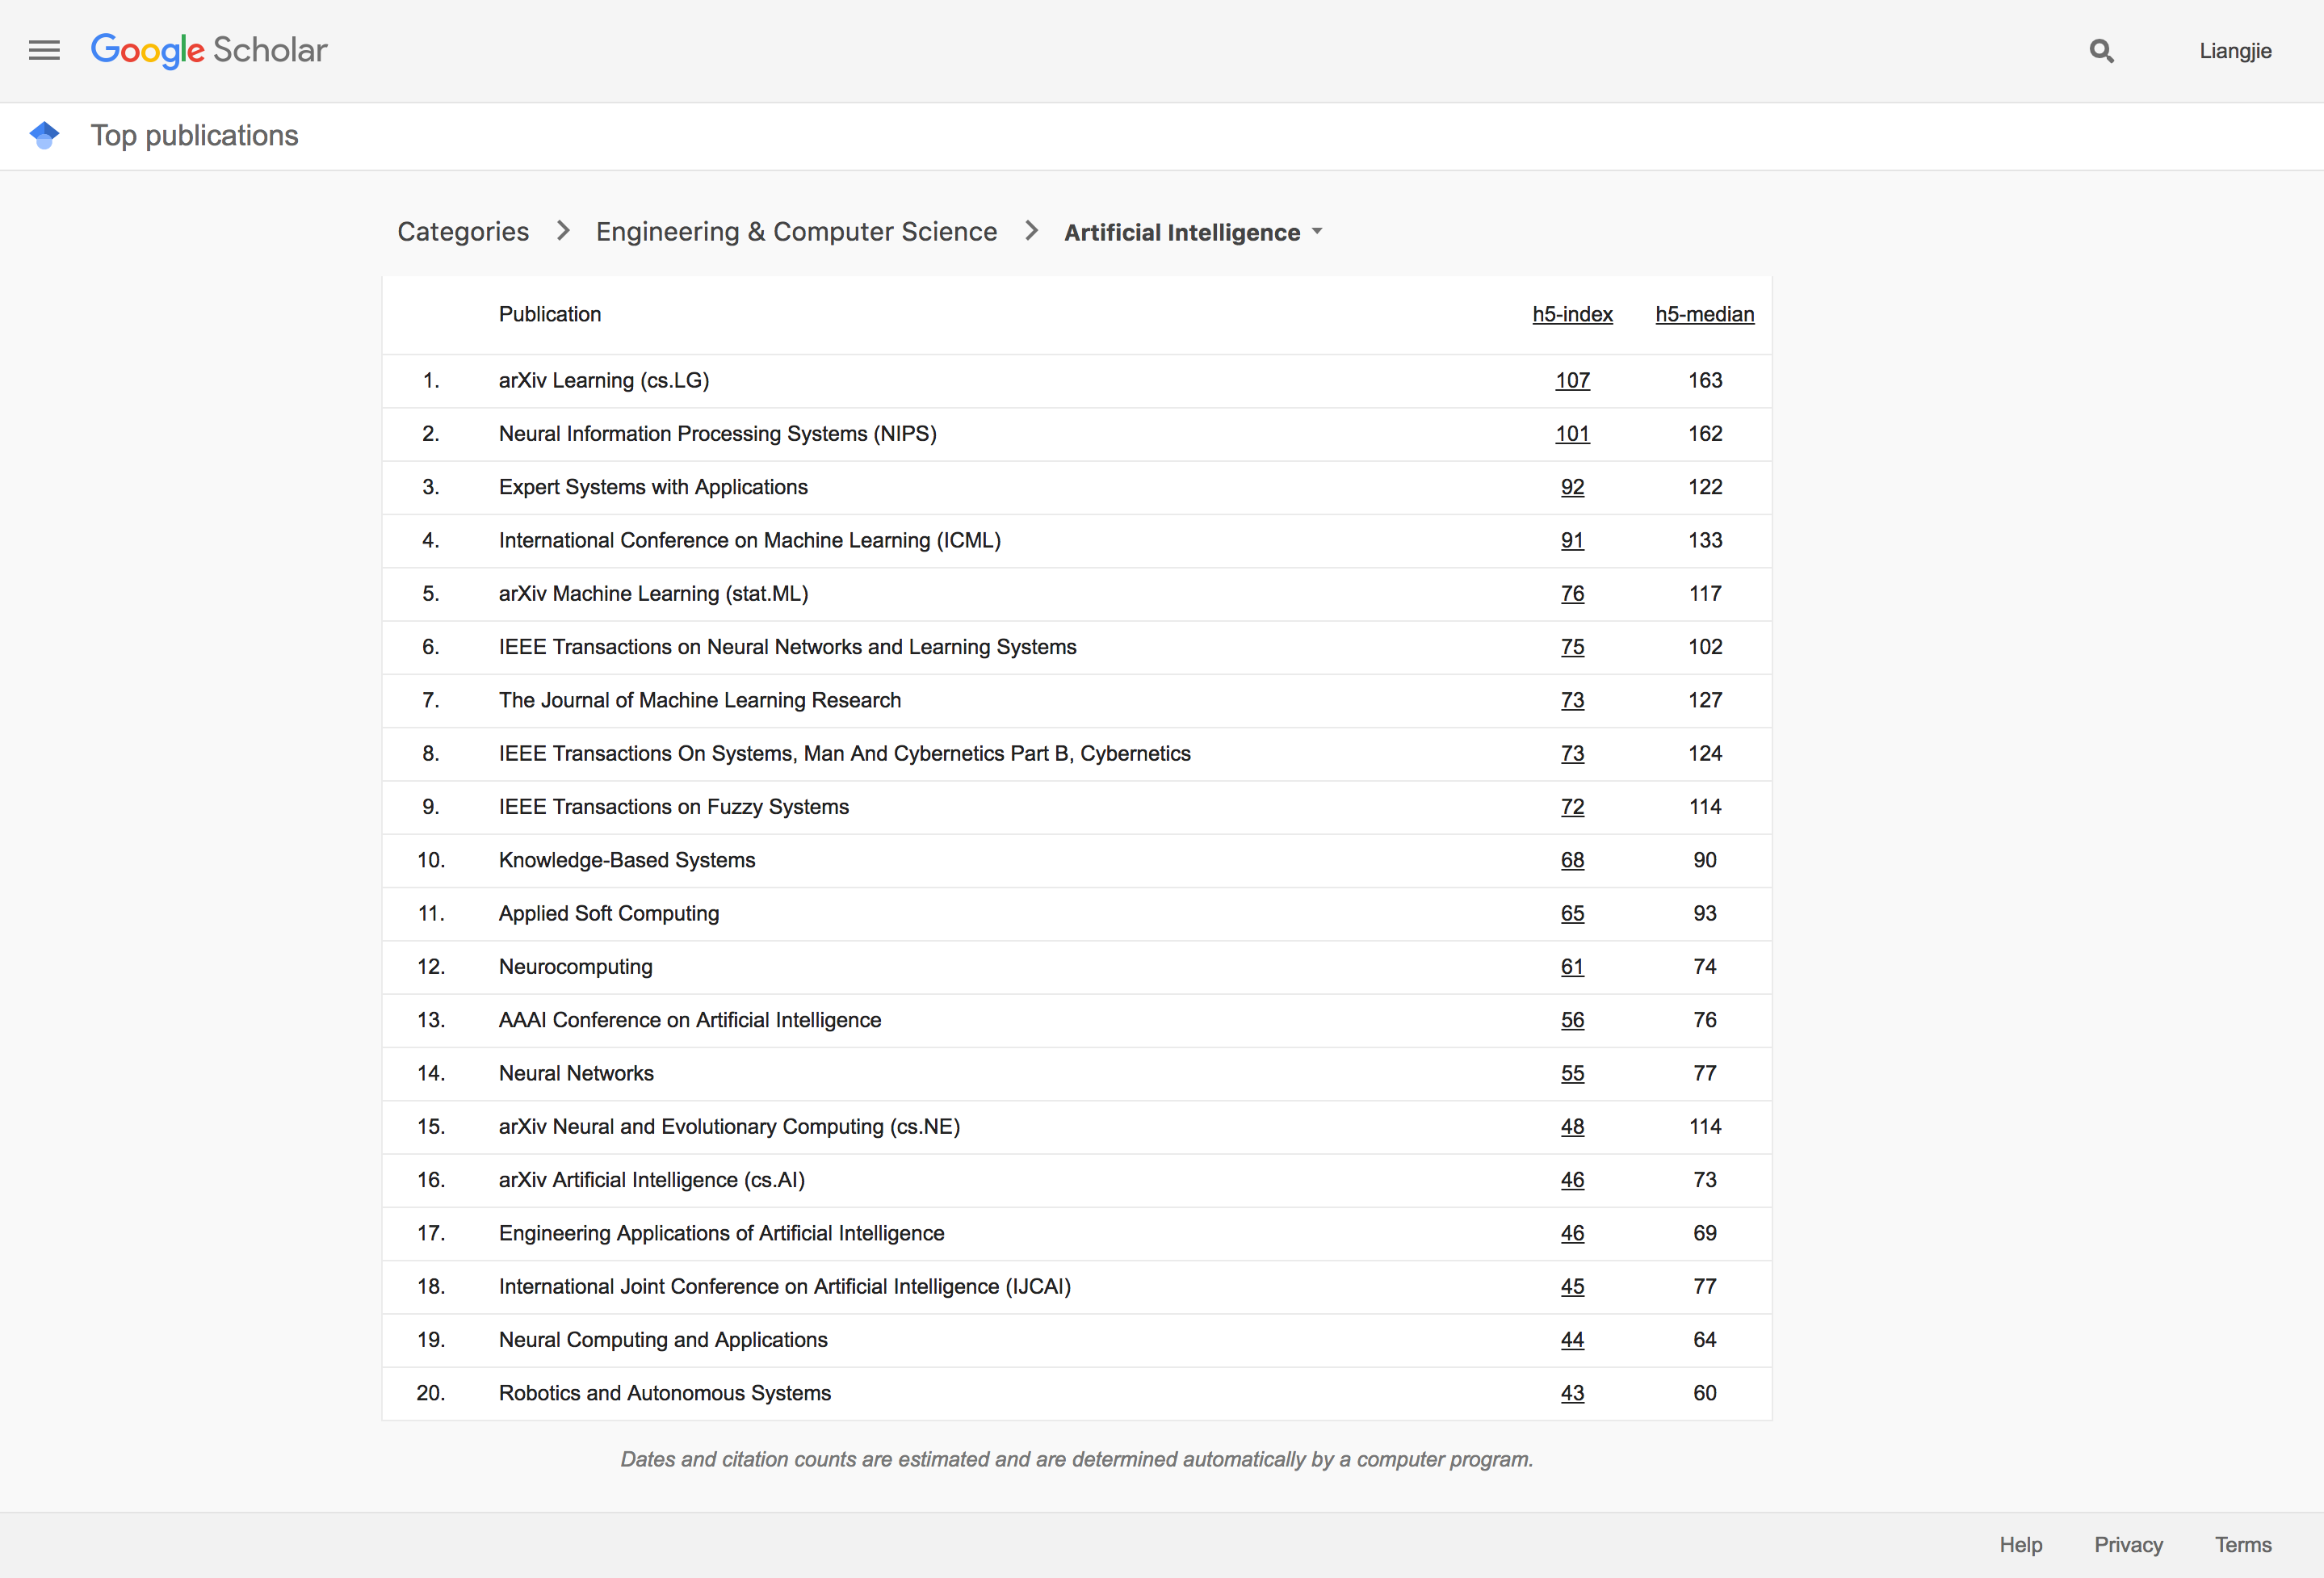 Google Scholar Liangjie
Top publications
Categories > Engineering & Computer Science > Artificial Intelligence
Publication h5-index h5-median
1. arXiv Learning (cs.LG) 107 163
2. Neural Information Processing Systems (NIPS) 101 162
3. Expert Systems with Applications 92 122
4. International Conference on Machine Learning (ICML) 91 133
5. arXiv Machine Learning (stat.ML) 76 117
6. IEEE Transactions on Neural Networks and Learning Systems 75 102
7. The Journal of Machine Learning Research 73 127
8. IEEE Transactions On Systems, Man And Cybernetics Part B, Cybernetics 73 124
9. IEEE Transactions on Fuzzy Systems 72 114
10. Knowledge-Based Systems 68 90
11. Applied Soft Computing 65 93
12. Neurocomputing 61 74
13. AAAI Conference on Artificial Intelligence 56 76
14. Neural Networks 55 77
15. arXiv Neural and Evolutionary Computing (cs.NE) 48 114
16. arXiv Artificial Intelligence (cs.AI) 46 73
17. Engineering Applications of Artificial Intelligence 46 69
18. International Joint Conference on Artificial Intelligence (IJCAI) 45 77
19. Neural Computing and Applications 44 64
20. Robotics and Autonomous Systems 43 60
Dates and citation counts are estimated and are determined automatically by a computer program.
Help Privacy Terms